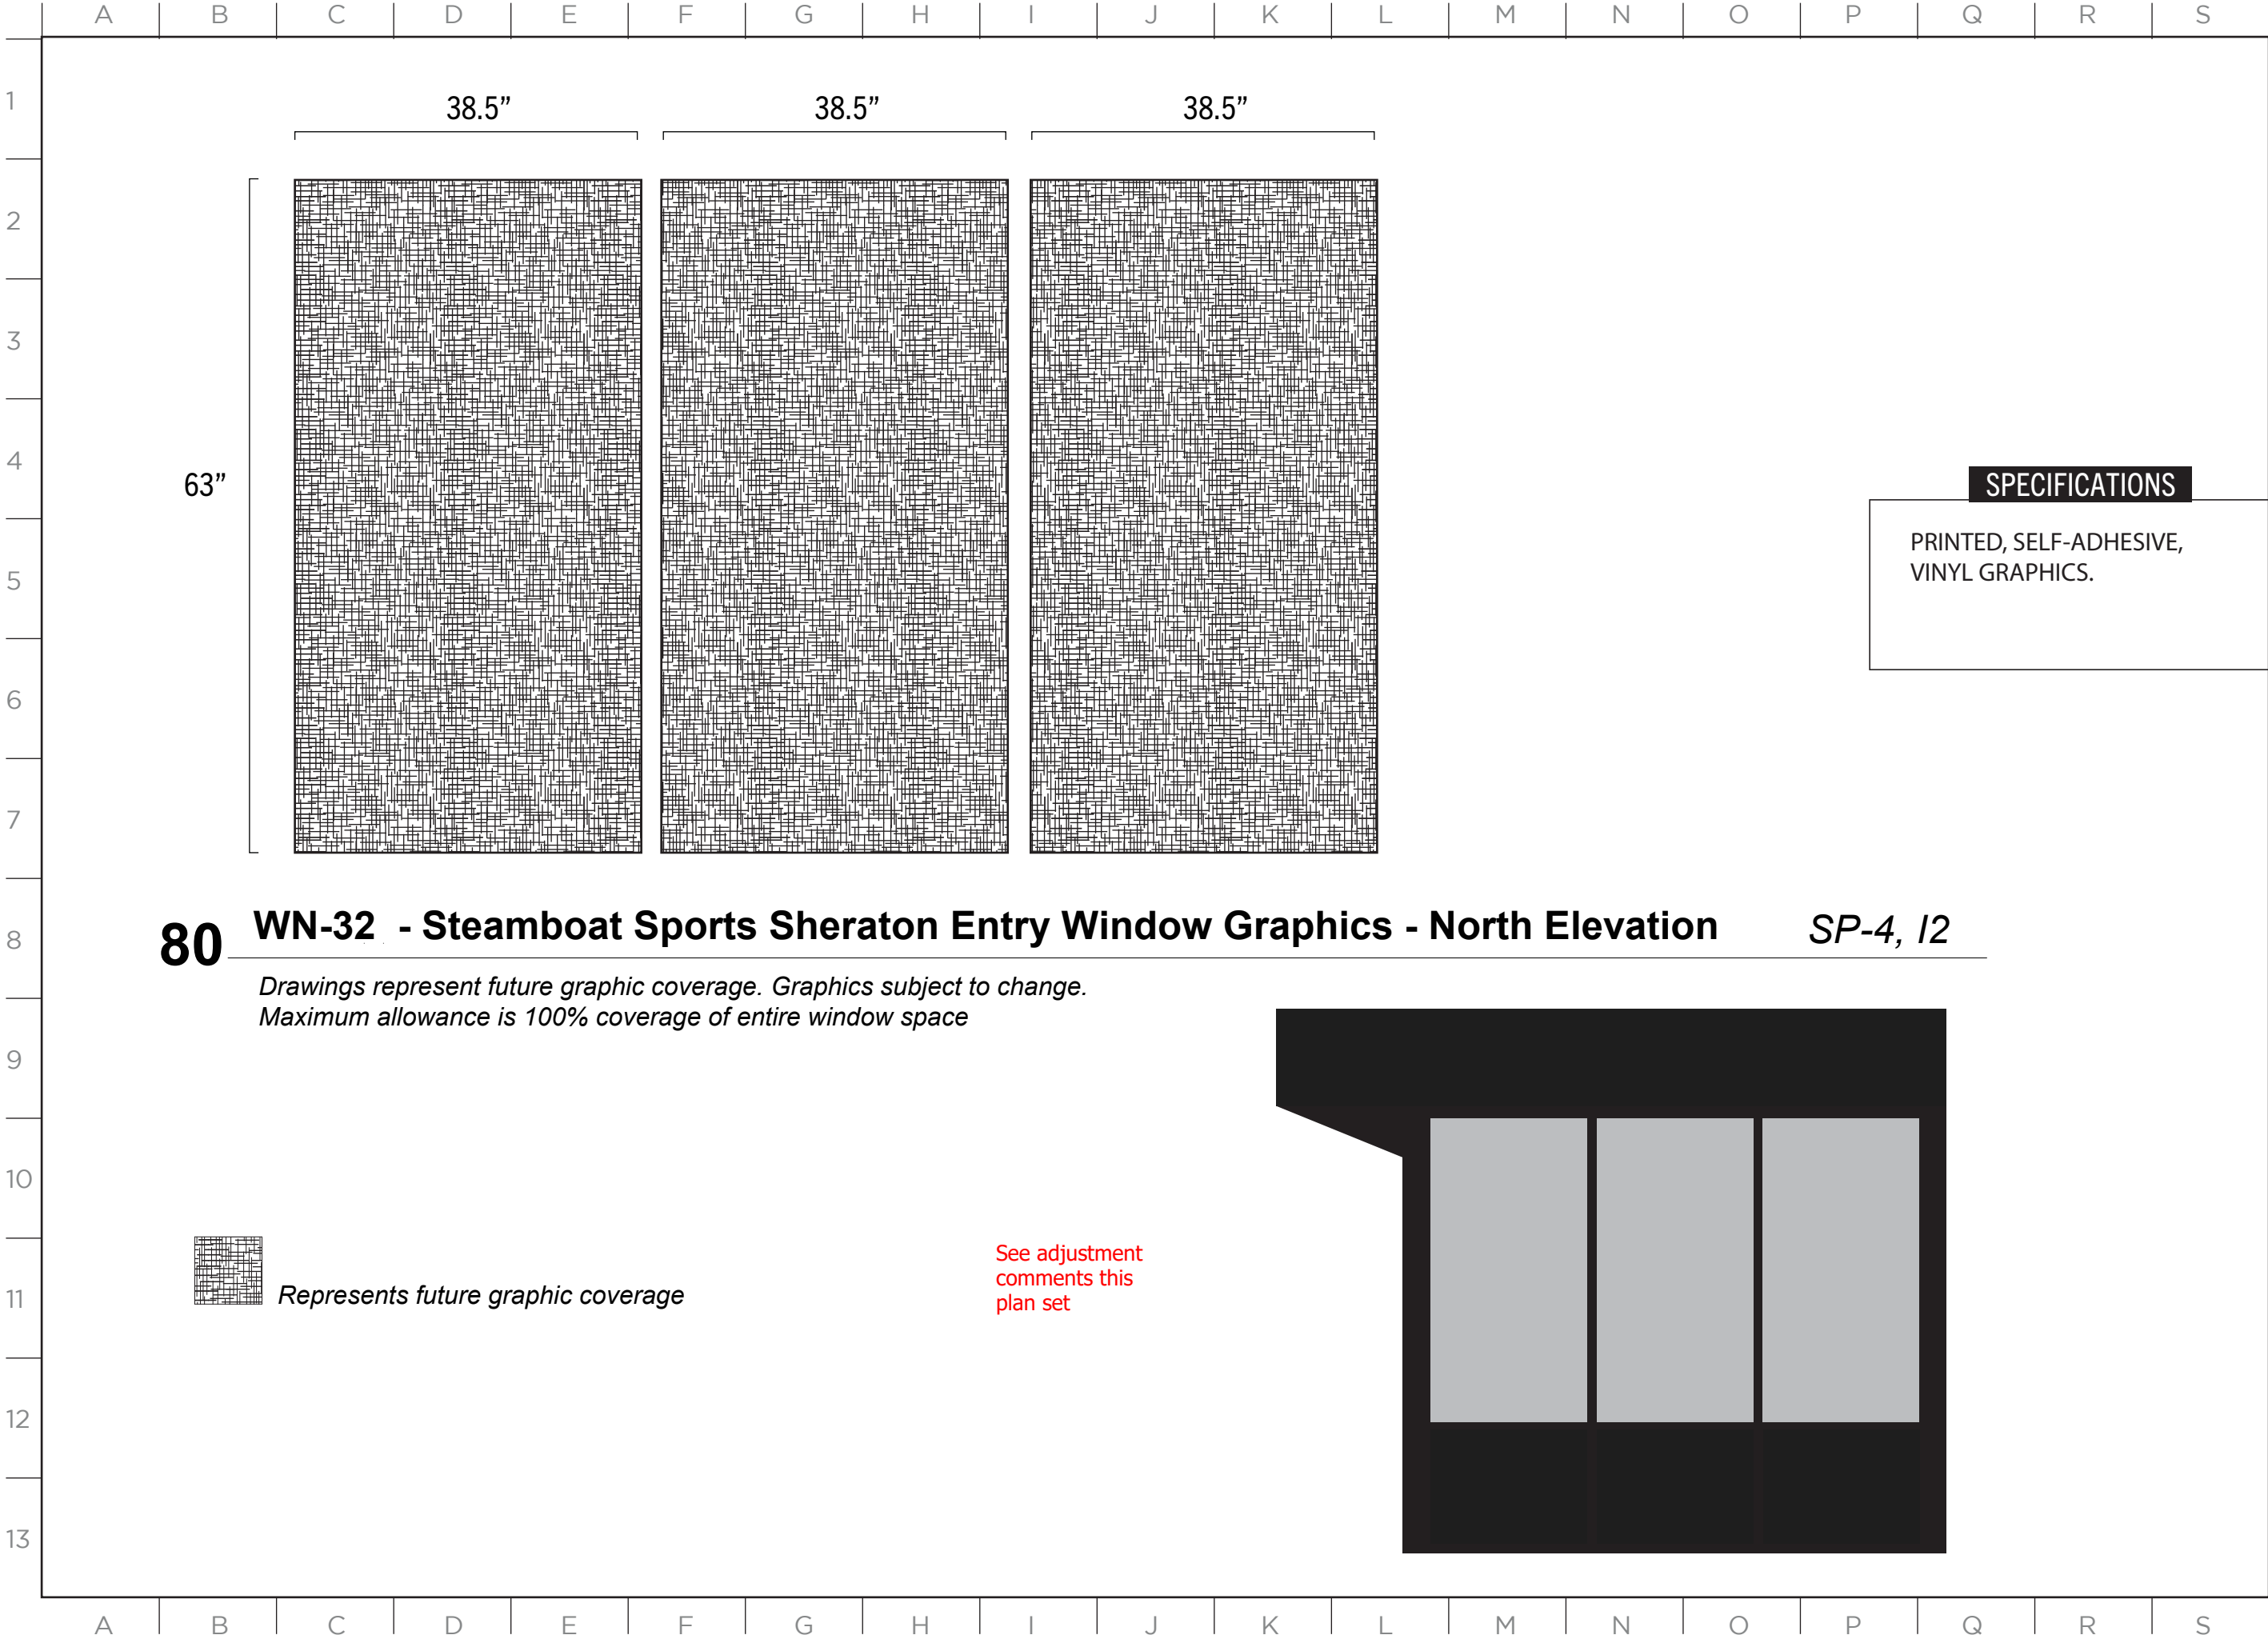 A B C D E F G H I J K L M N O P Q R S
1
38.5” 38.5” 38.5”
2
3
4
63”
SPECIFICATIONS
PRINTED, SELF-ADHESIVE,
VINYL GRAPHICS.
5
6
7
8
80 WN-32 - Steamboat Sports Sheraton Entry Window Graphics - North Elevation SP-4, I2
Drawings represent future graphic coverage. Graphics subject to change.
Maximum allowance is 100% coverage of entire window space
9
10
11
Represents future graphic coverage
See adjustment
comments this
plan set
12
13
A B C D E F G H I J K L M N O P Q R S